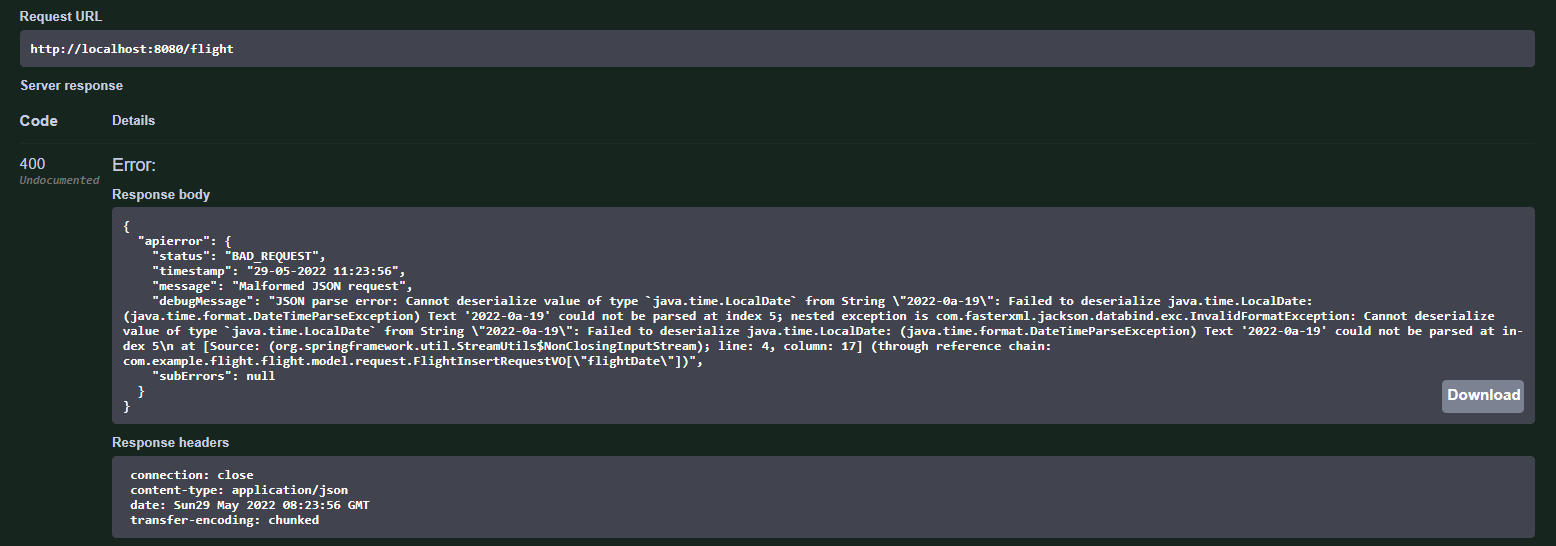 Request URL
http://localhost:8080/flight
Server response
Code Details
400 Error:
Undocumented
Response body
{
"apierror": {
"status": "BAD_REQUEST",
"timestamp": "29-05-2022 11:23:56",
"message": "Malformed JSON request",
"debugMessage": "JSON parse error: Cannot deserialize value of type `java.time.LocalDate` from String \"2022-0a-19\": Failed to deserialize java.time.LocalDate:
(java.time.format.DateTimeParseException) Text '2022-0a-19' could not be parsed at index 5; nested exception is com.fasterxml.jackson.databind.exc.InvalidFormatException: Cannot deserialize
value of type `java.time.LocalDate` from String \"2022-0a-19\": Failed to deserialize java.time.LocalDate: (java.time.format.DateTimeParseException) Text '2022-0a-19' could not be parsed at in-
dex 5\n at [Source: (org.springframework.util.StreamUtils$NonClosingInputStream); line: 4, column: 17] (through reference chain:
com.example.flight.flight.model.request.FlightInsertRequestVO[\"flightDate\"])",
"subErrors": null
}
}
Download
Response headers
connection: close
content-type: application/json
date: Sun29 May 2022 08:23:56 GMT
transfer-encoding: chunked